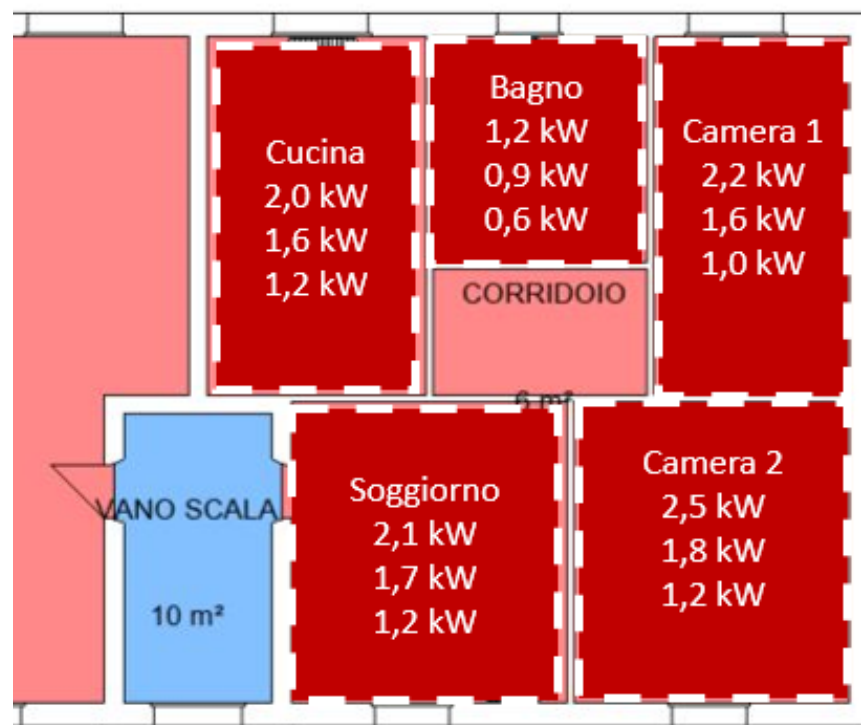 Cucina
2,0 kW
1,6 kW
1,2 kW
Bagno
1,2 kW
0,9 kW
0,6 kW
Camera 1
2,2 kW
1,6 kW
1,0 kW
CORRIDOIO
6 m²
VANO SCALA
10 m²
Soggiorno
2,1 kW
1,7 kW
1,2 kW
Camera 2
2,5 kW
1,8 kW
1,2 kW